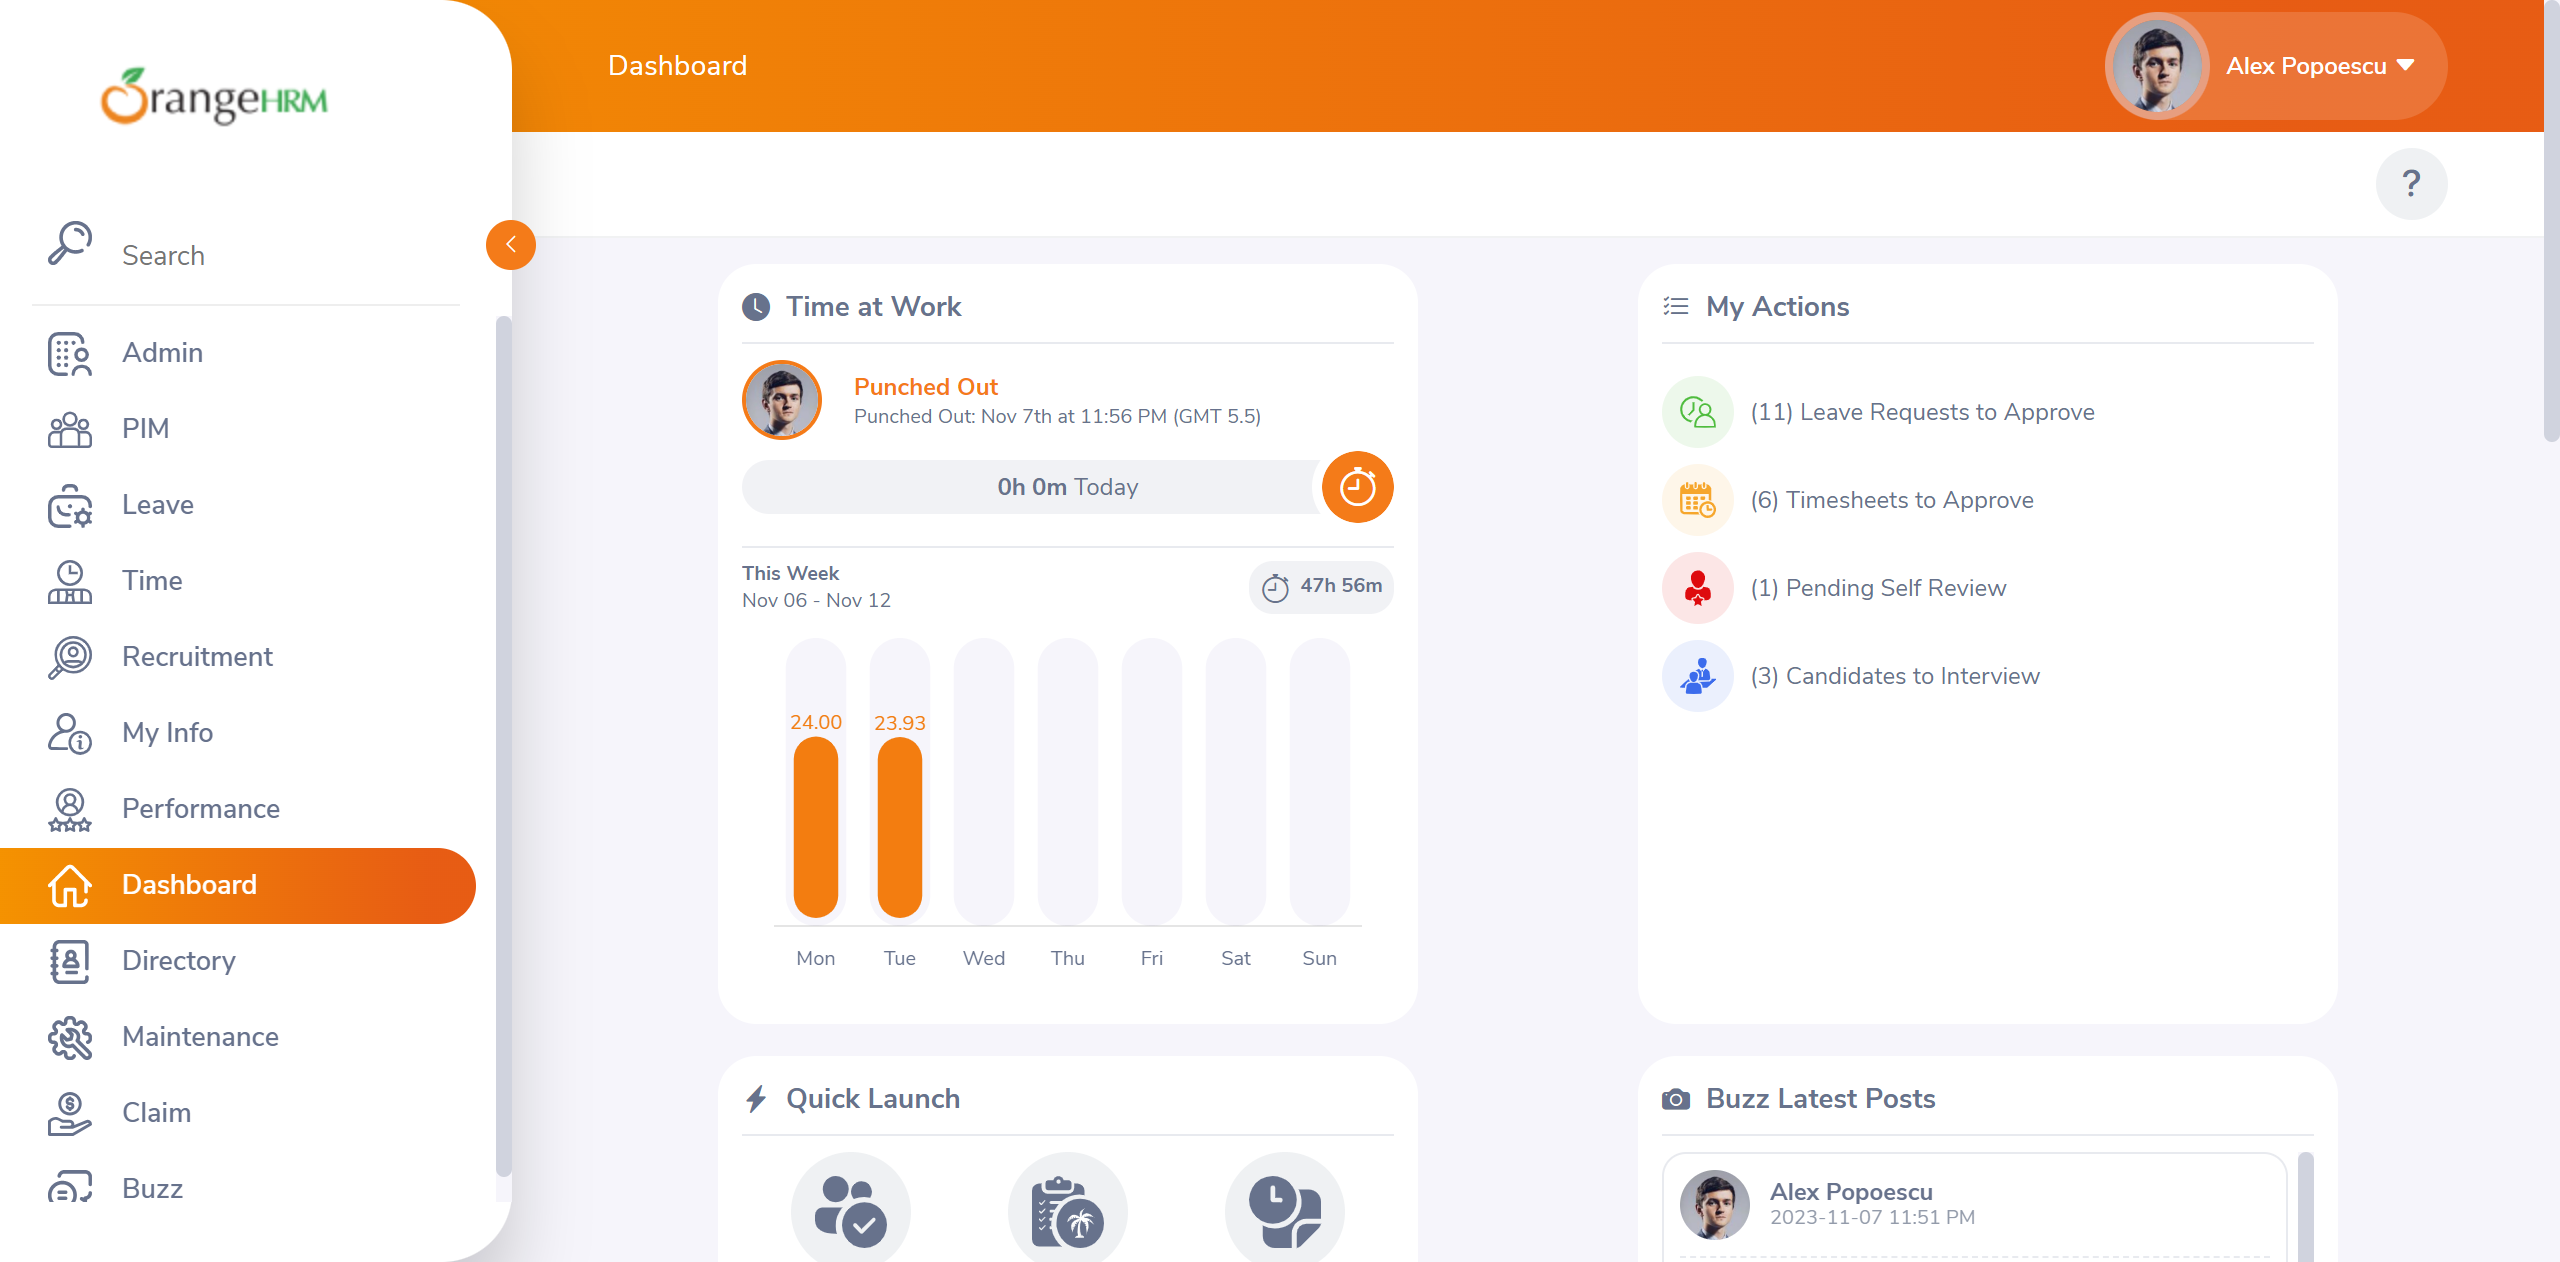 OrangeHRM
Search
Admin
PIM
Leave
Time
Recruitment
My Info
Performance
Dashboard
Directory
Maintenance
Claim
Buzz
Dashboard
Alex Popoescu
?
Time at Work
Punched Out
Punched Out: Nov 7th at 11:56 PM (GMT 5.5)
0h 0m Today
This Week
Nov 06 - Nov 12
47h 56m
24.00 23.93
Mon Tue Wed Thu Fri Sat Sun
My Actions
(11) Leave Requests to Approve
(6) Timesheets to Approve
(1) Pending Self Review
(3) Candidates to Interview
Quick Launch
Buzz Latest Posts
Alex Popoescu
2023-11-07 11:51 PM